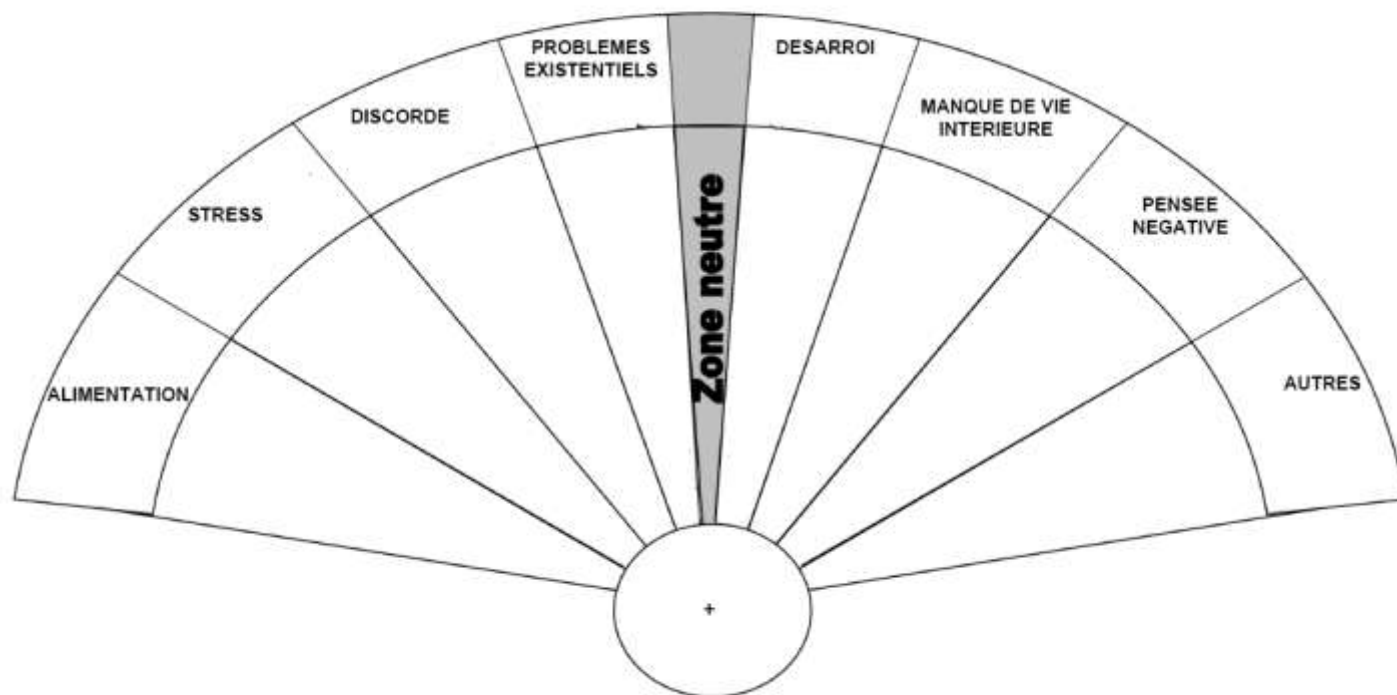 ALIMENTATION
STRESS
DISCORDE
PROBLEMES
EXISTENTIELS
Zone neutre
DESARROI
MANQUE DE VIE
INTERIEURE
PENSEE
NEGATIVE
AUTRES
+